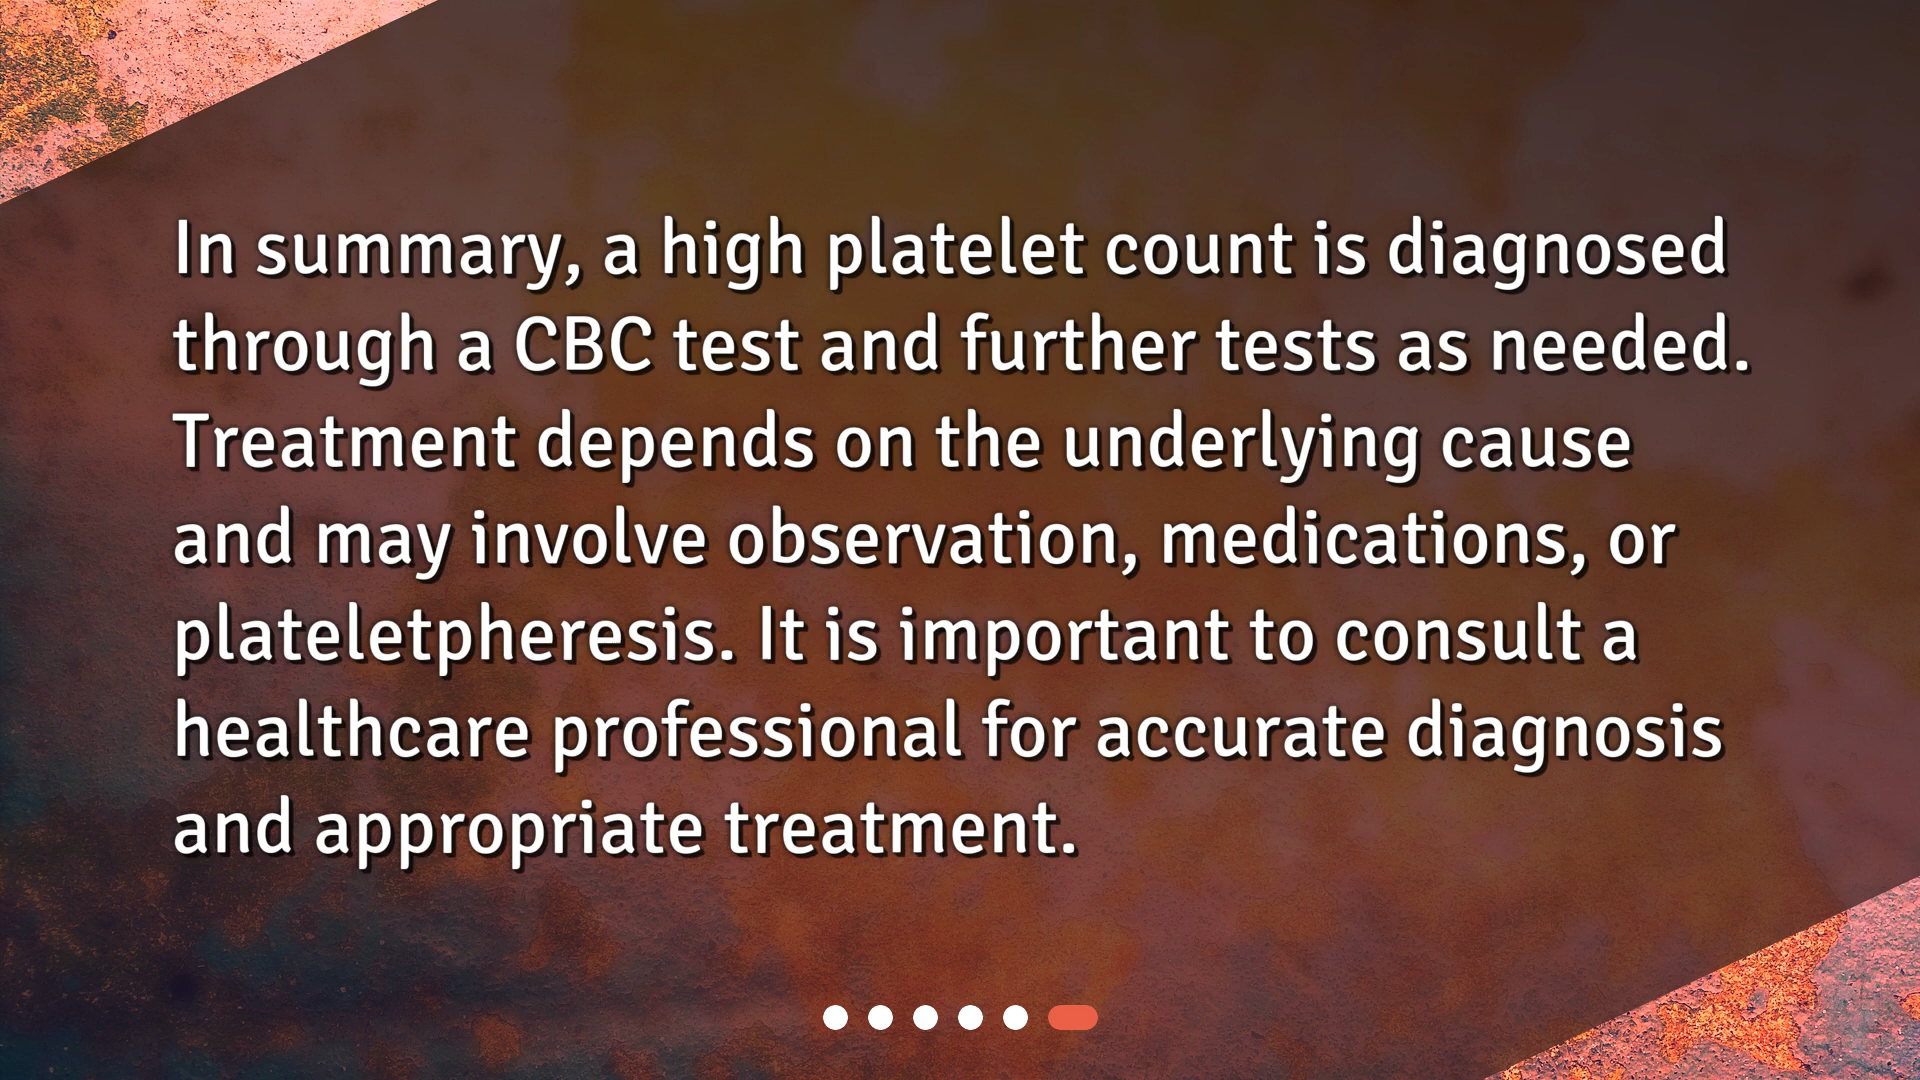 In summary, a high platelet count is diagnosed
through a CBC test and further tests as needed.
Treatment depends on the underlying cause
and may involve observation, medications, or
plateletpheresis. It is important to consult a
healthcare professional for accurate diagnosis
and appropriate treatment.